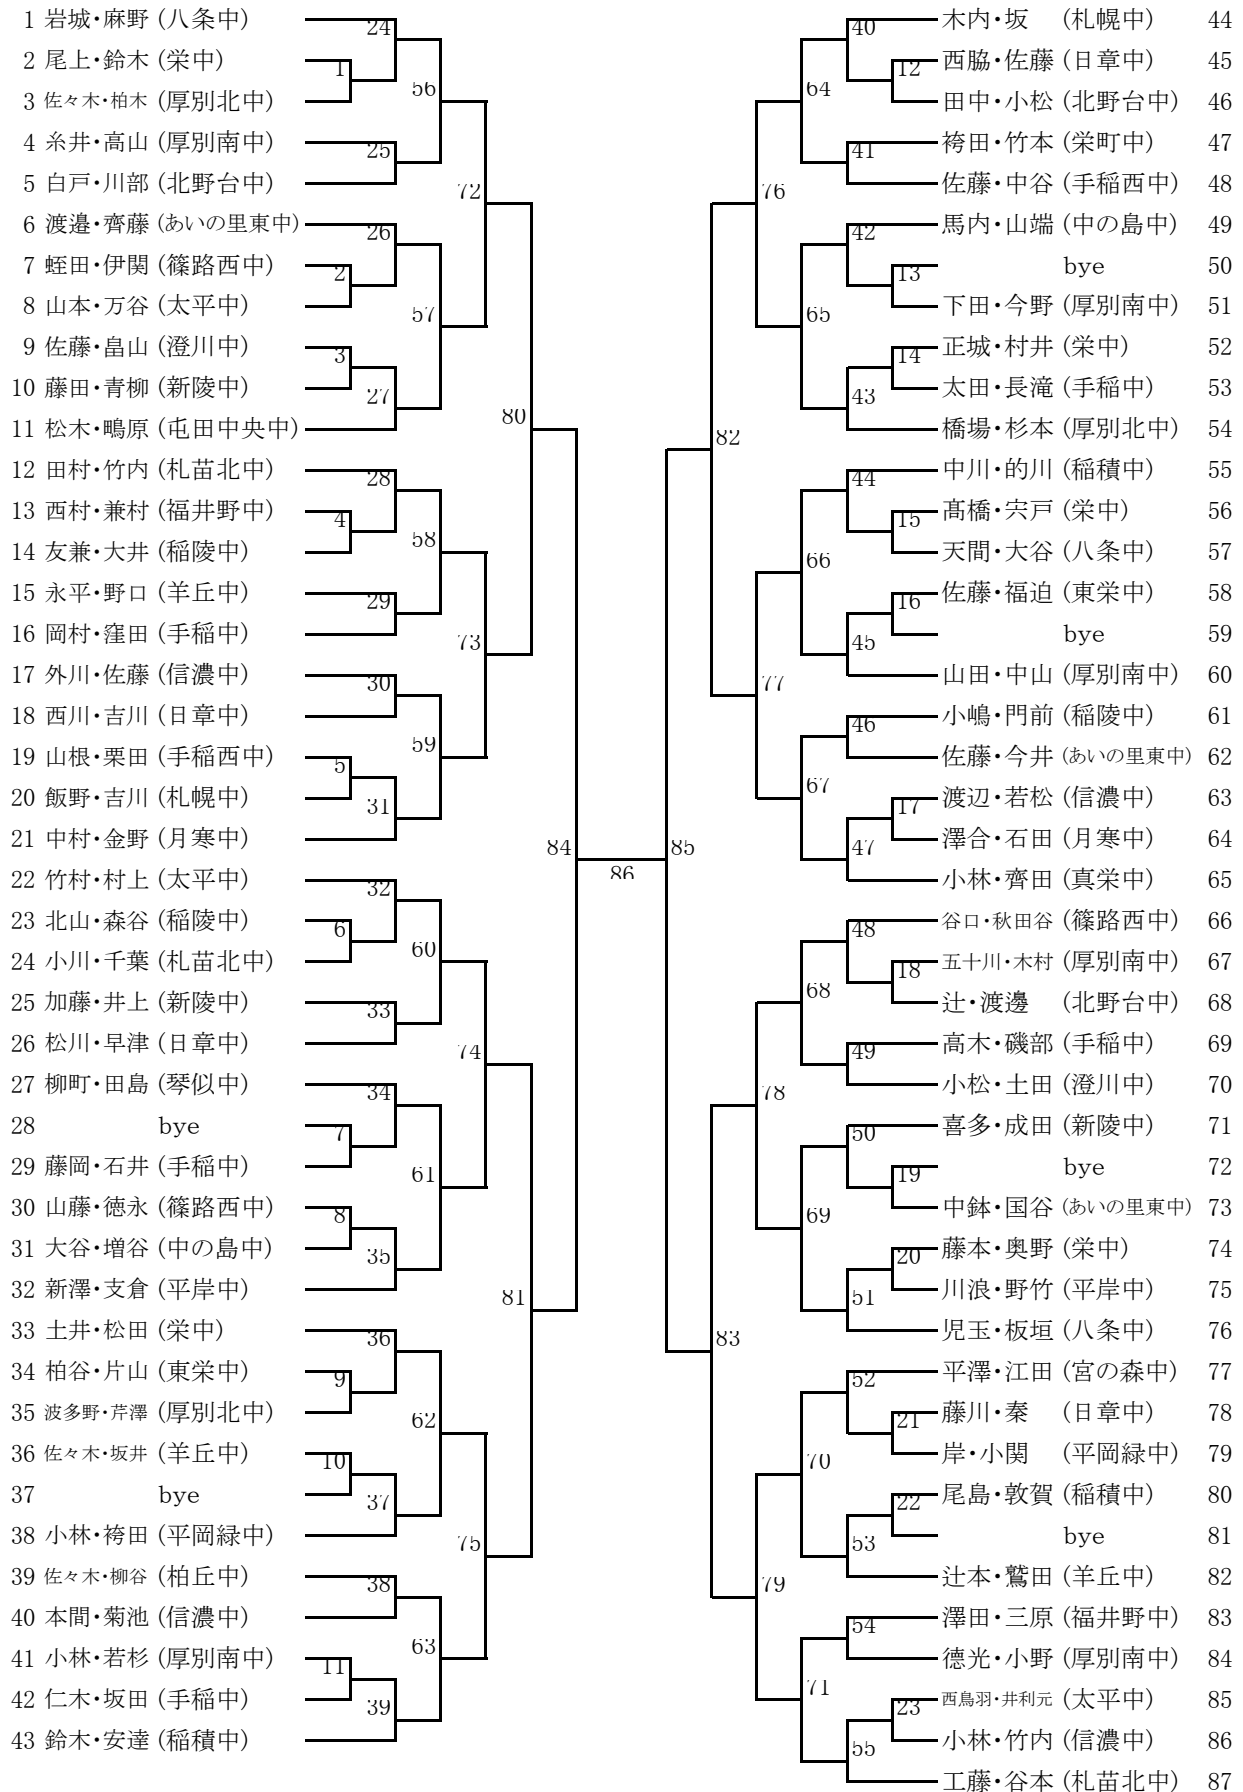 1 岩城・麻野 (八条中)
2 尾上・鈴木 (栄中)
3 佐々木・柏木 (厚別北中)
4 糸井・高山 (厚別南中)
5 白戸・川部 (北野台中)
6 渡邉・齊藤 (あいの里東中)
7 蛭田・伊関 (篠路西中)
8 山本・万谷 (太平中)
9 佐藤・畠山 (澄川中)
10 藤田・青柳 (新陵中)
11 松木・鴫原 (屯田中央中)
12 田村・竹内 (札苗北中)
13 西村・兼村 (福井野中)
14 友兼・大井 (稲陵中)
15 永平・野口 (羊丘中)
16 岡村・窪田 (手稲中)
17 外川・佐藤 (信濃中)
18 西川・吉川 (日章中)
19 山根・栗田 (手稲西中)
20 飯野・吉川 (札幌中)
21 中村・金野 (月寒中)
22 竹村・村上 (太平中)
23 北山・森谷 (稲陵中)
24 小川・千葉 (札苗北中)
25 加藤・井上 (新陵中)
26 松川・早津 (日章中)
27 柳町・田島 (琴似中)
28 bye
29 藤岡・石井 (手稲中)
30 山藤・徳永 (篠路西中)
31 大谷・増谷 (中の島中)
32 新澤・支倉 (平岸中)
33 土井・松田 (栄中)
34 柏谷・片山 (東栄中)
35 波多野・芹澤 (厚別北中)
36 佐々木・坂井 (羊丘中)
37 bye
38 小林・袴田 (平岡緑中)
39 佐々木・柳谷 (柏丘中)
40 本間・菊池 (信濃中)
41 小林・若杉 (厚別南中)
42 仁木・坂田 (手稲中)
43 鈴木・安達 (稲積中)
1
2
3
4
5
6
7
8
9
10
11
24
25
26
27
28
29
30
31
32
33
34
35
36
37
38
39
56
57
58
59
60
61
62
63
72
73
74
75
80
81
84
86
85
82
83
76
77
78
79
64
65
66
67
68
69
70
71
40
41
42
43
44
45
46
47
48
49
50
51
52
53
54
55
12
13
14
15
16
17
18
19
20
21
22
23
木内・坂 (札幌中) 44
西脇・佐藤 (日章中) 45
田中・小松 (北野台中) 46
袴田・竹本 (栄町中) 47
佐藤・中谷 (手稲西中) 48
馬内・山端 (中の島中) 49
bye 50
下田・今野 (厚別南中) 51
正城・村井 (栄中) 52
太田・長滝 (手稲中) 53
橋場・杉本 (厚別北中) 54
中川・的川 (稲積中) 55
髙橋・宍戸 (栄中) 56
天間・大谷 (八条中) 57
佐藤・福迫 (東栄中) 58
bye 59
山田・中山 (厚別南中) 60
小嶋・門前 (稲陵中) 61
佐藤・今井 (あいの里東中) 62
渡辺・若松 (信濃中) 63
澤合・石田 (月寒中) 64
小林・齊田 (真栄中) 65
谷口・秋田谷 (篠路西中) 66
五十川・木村 (厚別南中) 67
辻・渡邊 (北野台中) 68
高木・磯部 (手稲中) 69
小松・土田 (澄川中) 70
喜多・成田 (新陵中) 71
bye 72
中鉢・国谷 (あいの里東中) 73
藤本・奥野 (栄中) 74
川浪・野竹 (平岸中) 75
児玉・板垣 (八条中) 76
平澤・江田 (宮の森中) 77
藤川・秦 (日章中) 78
岸・小関 (平岡緑中) 79
尾島・敦賀 (稲積中) 80
bye 81
辻本・鷲田 (羊丘中) 82
澤田・三原 (福井野中) 83
德光・小野 (厚別南中) 84
西鳥羽・井利元 (太平中) 85
小林・竹内 (信濃中) 86
工藤・谷本 (札苗北中) 87